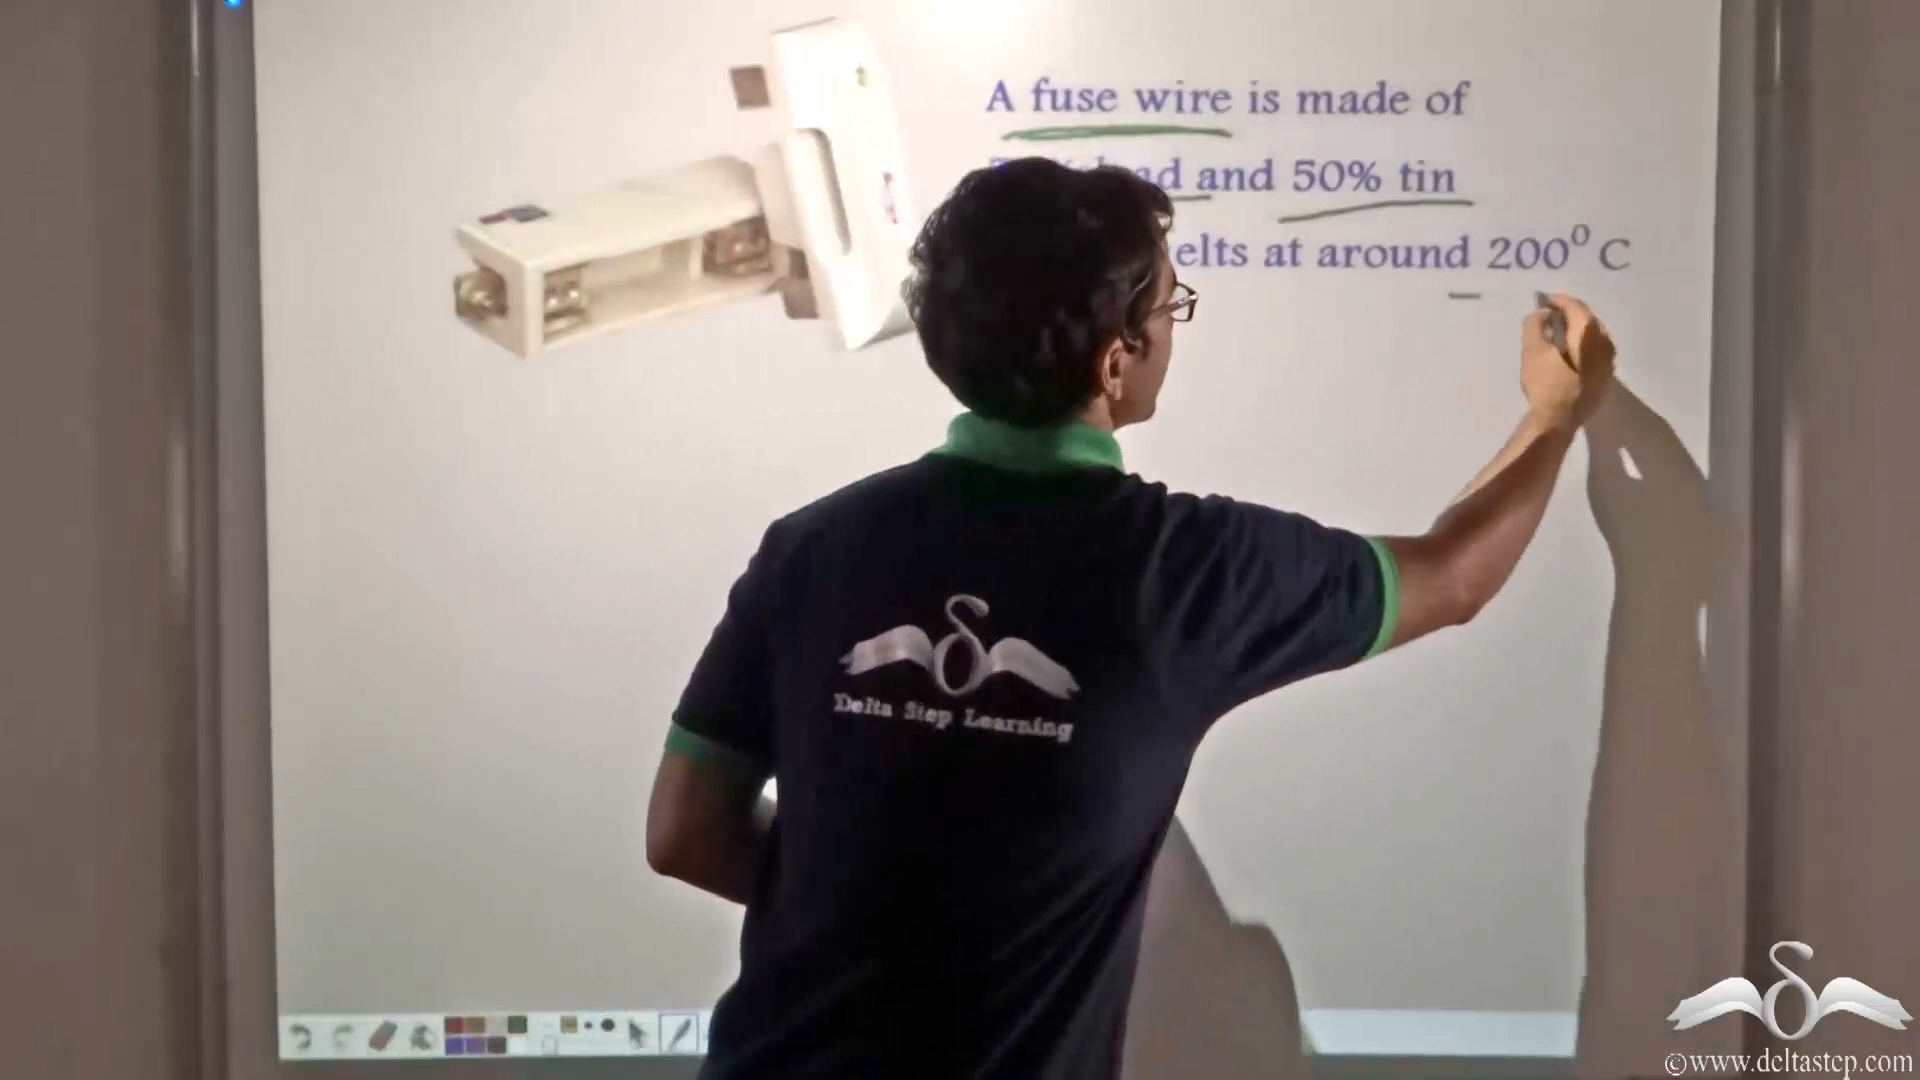 A fuse wire is made of
and 50% tin
at around 200⁰ C
Delta Step Learning
©www.deltastep.com